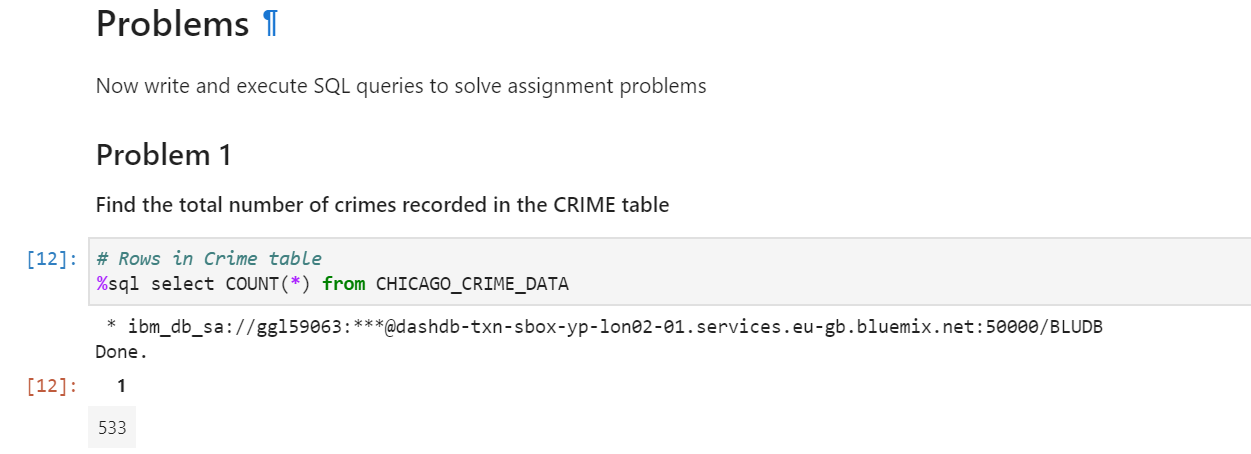 Problems ¶
Now write and execute SQL queries to solve assignment problems
Problem 1
Find the total number of crimes recorded in the CRIME table
[12]: # Rows in Crime table
%sql select COUNT(*) from CHICAGO_CRIME_DATA
* ibm_db_sa://ggl59063:***@dashdb-txn-sbox-yp-lon02-01.services.eu-gb.bluemix.net:50000/BLUDB
Done.
[12]: 1
533